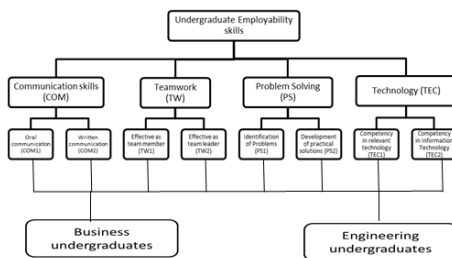 Undergraduate Employability
skills
Communication skills
(COM)
Teamwork
(TW)
Problem Solving
(PS)
Technology (TEC)
Oral
communication
(COM1)
Written
communication
(COM2)
Effective as
team member
(TW1)
Effective as
team leader
(TW2)
Identification
of Problems
(PS1)
Development
of practical
solutions (PS2)
Competency
in relevant
technology
(TEC1)
Competency
in Information
Technology
(TEC2)
Business
undergraduates
Engineering
undergraduates